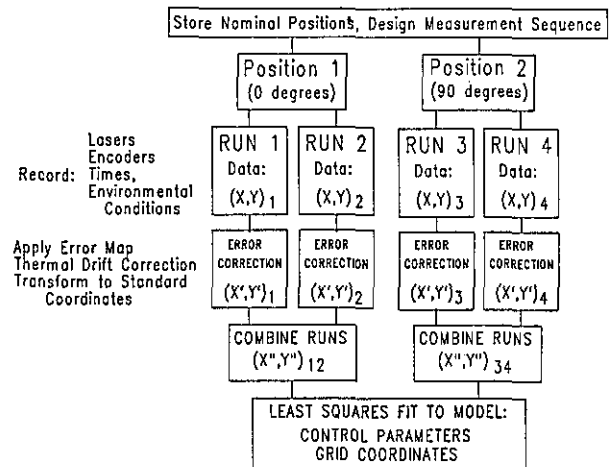 Store Nominal Positions, Design Measurement Sequence
Position 1
(0 degrees)
Position 2
(90 degrees)
Record:
Lasers
Encoders
Times,
Environmental
Conditions
RUN 1
Data:
(X,Y)1
RUN 2
Data:
(X,Y)2
RUN 3
Data:
(X,Y)3
RUN 4
Data:
(X,Y)4
Apply Error Map
Thermal Drift Correction
Transform to Standard
Coordinates
ERROR
CORRECTION
(X',Y')1
ERROR
CORRECTION
(X',Y')2
ERROR
CORRECTION
(X',Y')3
ERROR
CORRECTION
(X',Y')4
COMBINE RUNS
(X",Y")12
COMBINE RUNS
(X",Y")34
LEAST SQUARES FIT TO MODEL:
CONTROL PARAMETERS
GRID COORDINATES